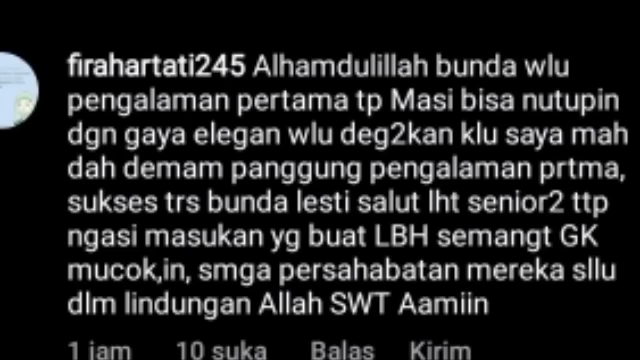 firahartati245 Alhamdulillah bunda wlu
pengalaman pertama tp Masi bisa nutupin
dgn gaya elegan wlu deg2kan klu saya mah
dah demam panggung pengalaman prtma,
sukses trs bunda lesti salut lht senior2 ttp
ngasi masukan yg buat LBH semangt GK
mucok,in, smga persahabatan mereka sllu
dlm lindungan Allah SWT Aamiin
1 jam 10 suka Balas Kirim